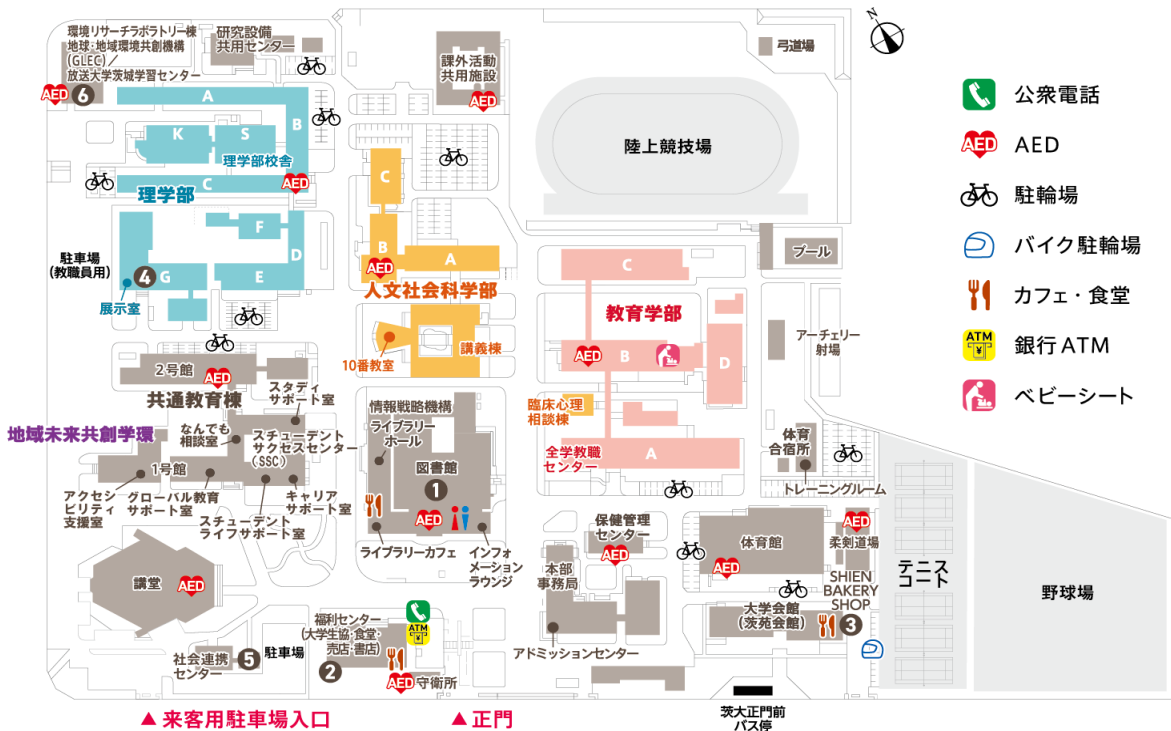 環境リサーチラボラトリー棟
地球・地域環境共創機構
(GLEC)／
放送大学茨城学習センター
AED
6
研究設備
共用センター
課外活動
共用施設
AED
弓道場
N
A
B
K
S
理学部校舎
C
AED
理学部
F
D
E
G
4
駐車場
(教職員用)
展示室
C
B
A
AED
人文社会科学部
10番教室
講義棟
陸上競技場
プール
C
教育学部
AED
B
D
アーチェリー
射場
臨床心理
相談棟
全学教職
センター
A
体育
合宿所
トレーニングルーム
2号館
AED
共通教育棟
スタディ
サポート室
地域未来共創学環
なんでも
相談室
スチューデント
サクセスセンター
(SSC)
1号館
アクセシ
ビリティ
支援室
グローバル教育
サポート室
スチューデント
ライフサポート室
キャリア
サポート室
情報戦略機構
ライブラリー
ホール
図書館
1
AED
ライブラリーカフェ
インフォ
メーション
ラウンジ
保健管理
センター
AED
本部
事務局
アドミッションセンター
体育館
AED
AED
柔剣道場
SHIEN
BAKERY
SHOP
大学会館
(茨苑会館)
3
テニス
コート
野球場
講堂
AED
社会連携
センター
5
駐車場
福利センター
(大学生協・食堂・
売店・書店)
2
ATM
AED
守衛所
▲来客用駐車場入口
▲正門
茨大正門前
バス停
公衆電話
AED
AED
駐輪場
バイク駐輪場
カフェ・食堂
ATM
銀行ATM
ベビーシート